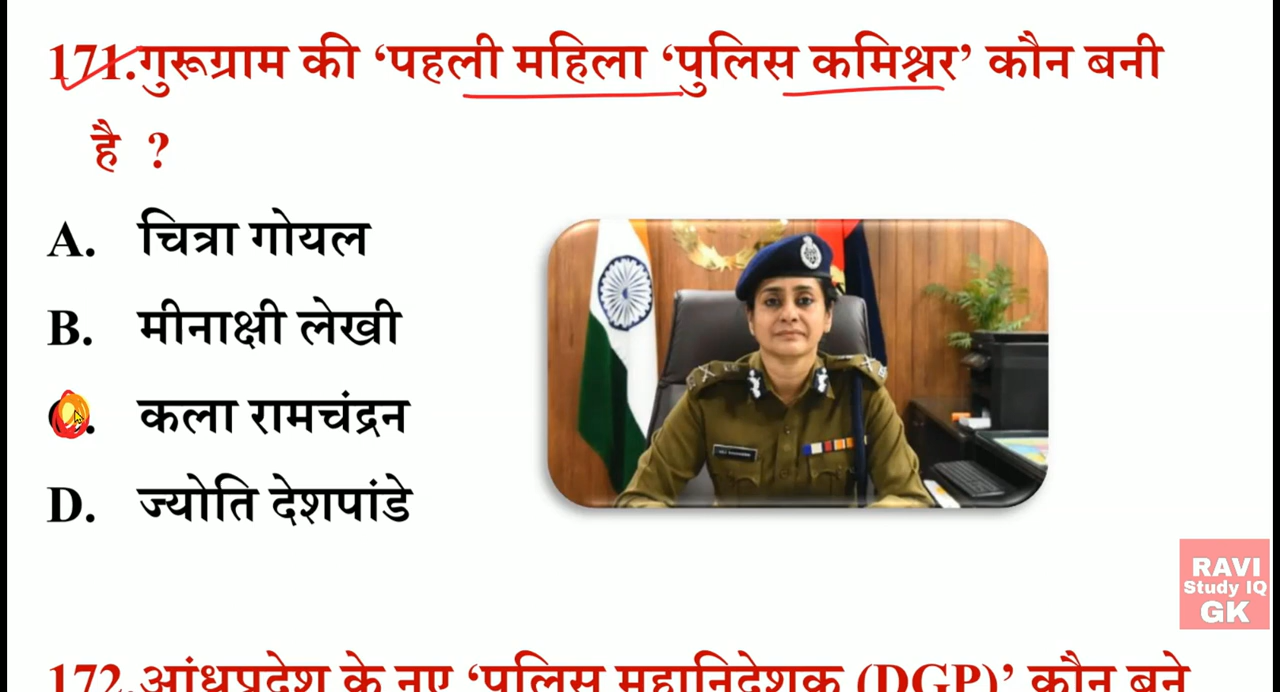 171.गुरूग्राम की ‘पहली महिला ‘पुलिस कमिश्नर’ कौन बनी
है ?
A. चित्रा गोयल
B. मीनाक्षी लेखी
कला रामचंद्रन
D. ज्योति देशपांडे
RAVI
Study IQ
GK
172.आंध्रप्रदेश के नए ‘पुलिस महानिदेशक (DGP)’ कौन बने